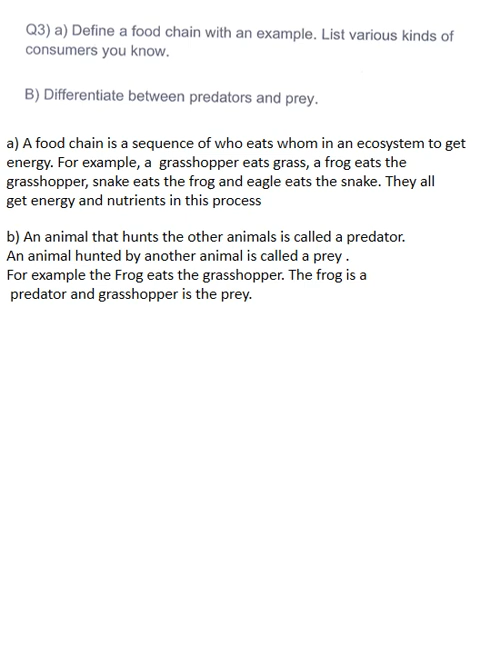 Q3) a) Define a food chain with an example. List various kinds of
consumers you know.
B) Differentiate between predators and prey.
a) A food chain is a sequence of who eats whom in an ecosystem to get
energy. For example, a grasshopper eats grass, a frog eats the
grasshopper, snake eats the frog and eagle eats the snake. They all
get energy and nutrients in this process
b) An animal that hunts the other animals is called a predator.
An animal hunted by another animal is called a prey .
For example the Frog eats the grasshopper. The frog is a
predator and grasshopper is the prey.